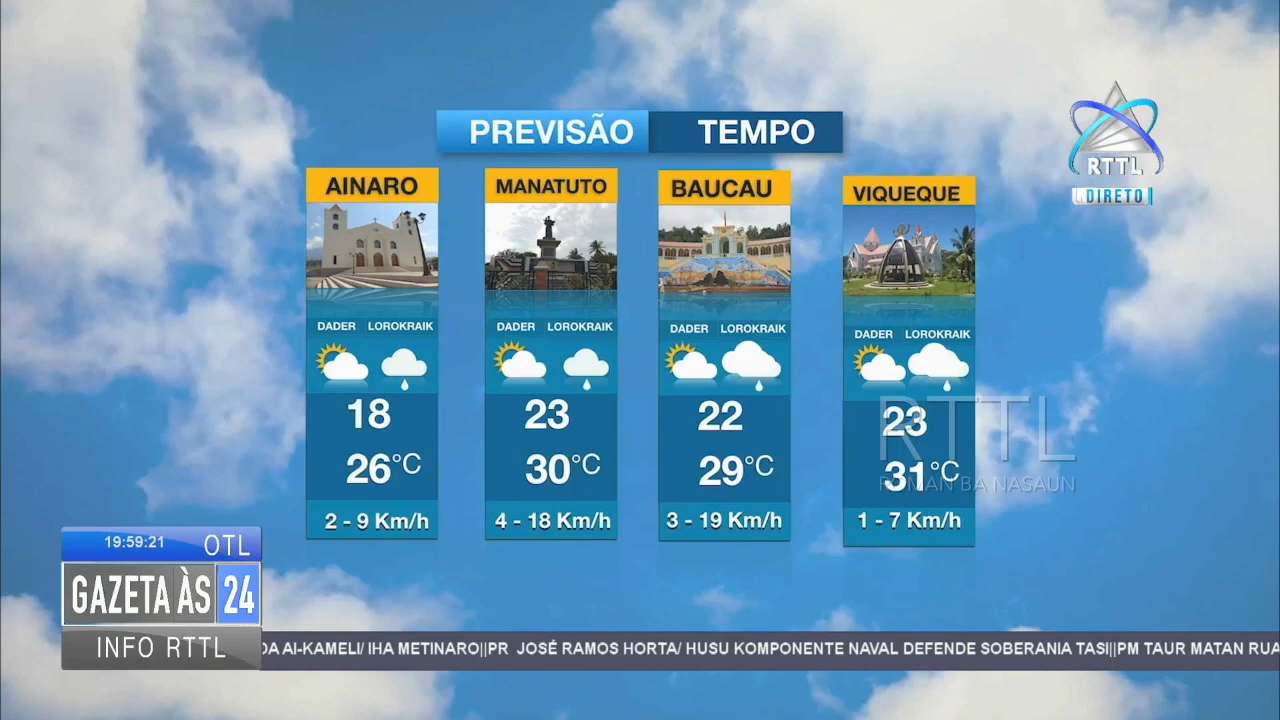 PREVISÃO TEMPO
RTTL
DIRETO
AINARO
DADER LOROKRAIK
18
26°C
2 - 9 Km/h
MANATUTO
DADER LOROKRAIK
23
30°C
4 - 18 Km/h
BAUCAU
DADER LOROKRAIK
22
29°C
3 - 19 Km/h
VIQUEQUE
DADER LOROKRAIK
23
31°C
1 - 7 Km/h
RTTL
BA NASAUN
19:59:21 OTL
GAZETA ÀS 24
INFO RTTL
DA AI-KAMELI/ IHA METINARO||PR JOSÉ RAMOS HORTA/ HUSU KOMPONENTE NAVAL DEFENDE SOBERANIA TASI||PM TAUR MATAN RUA